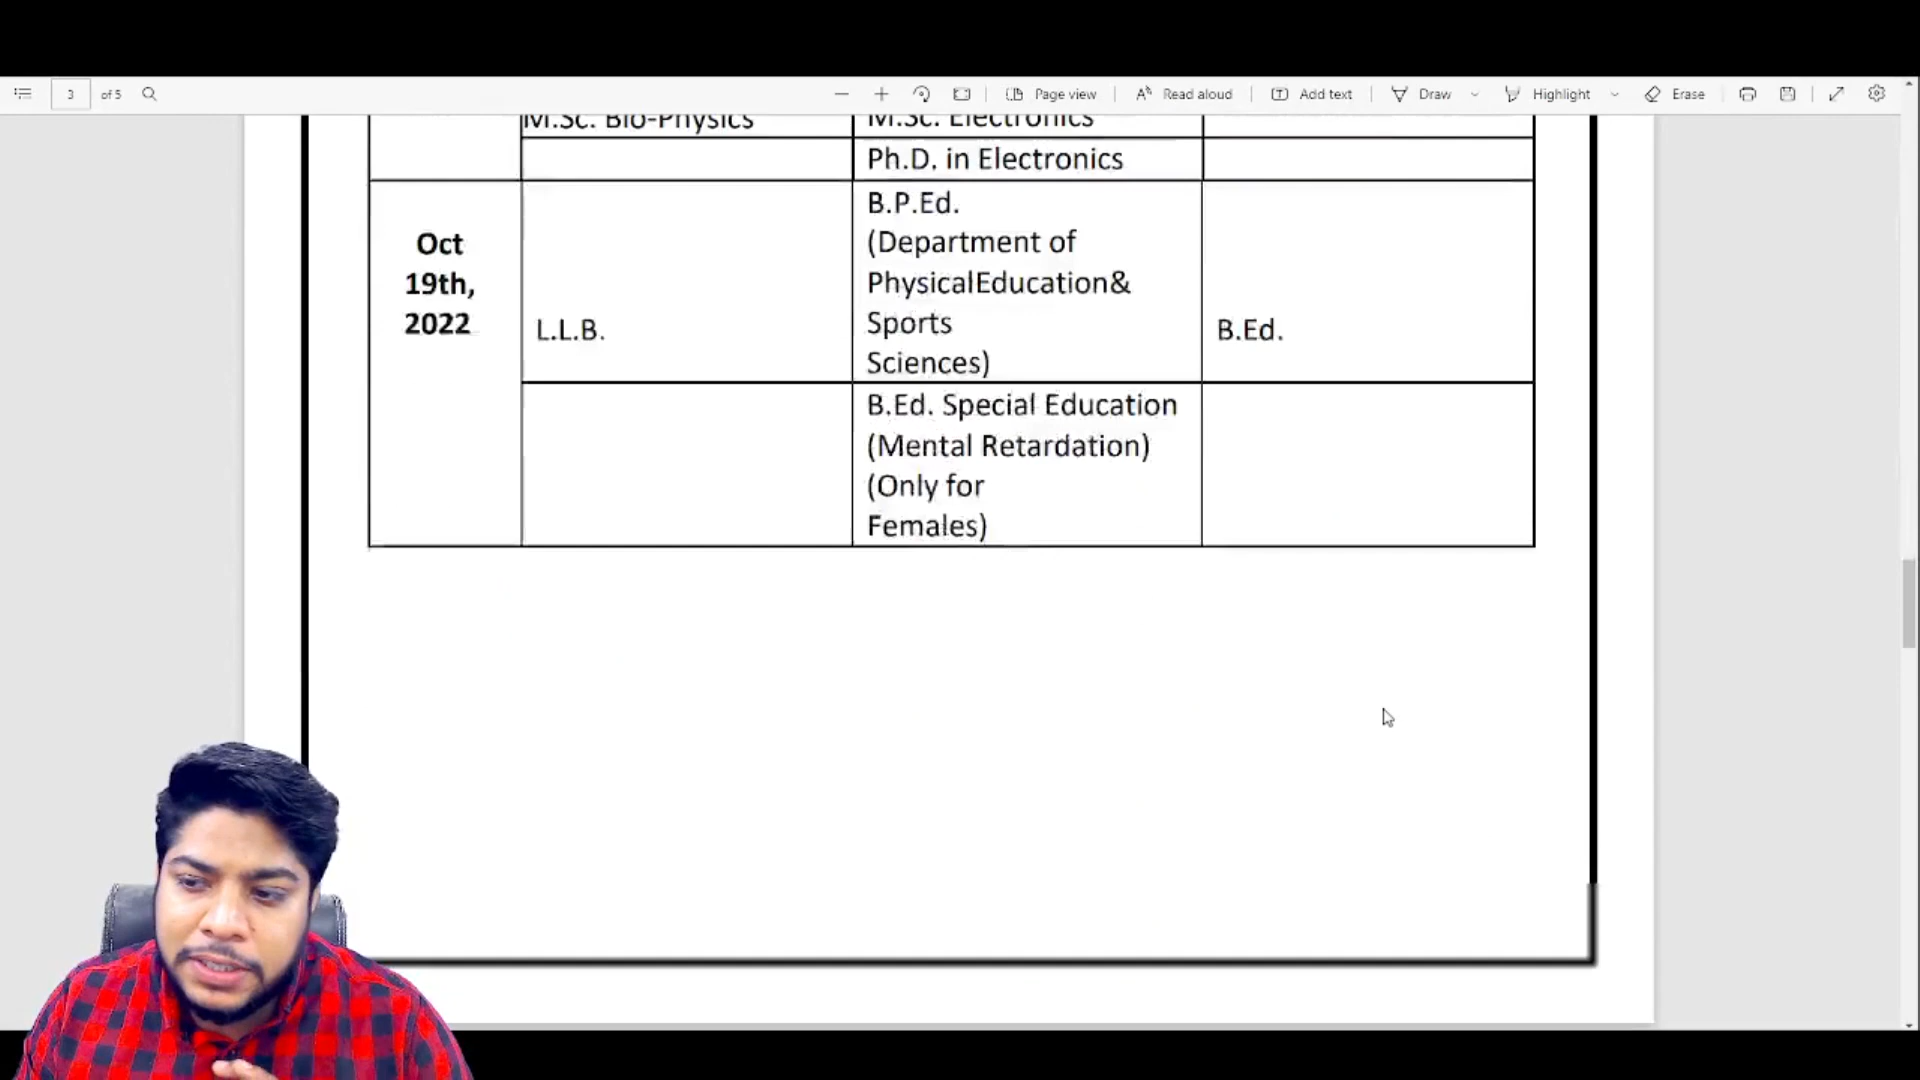 3 of 5 Page view Read aloud Add text Draw Highlight Erase
M.Sc. Bio-Physics M.Sc. Electronics
Ph.D. in Electronics
Oct
19th,
2022
L.L.B.
B.P.Ed.
(Department of
PhysicalEducation&
Sports
Sciences)
B.Ed.
B.Ed. Special Education
(Mental Retardation)
(Only for
Females)